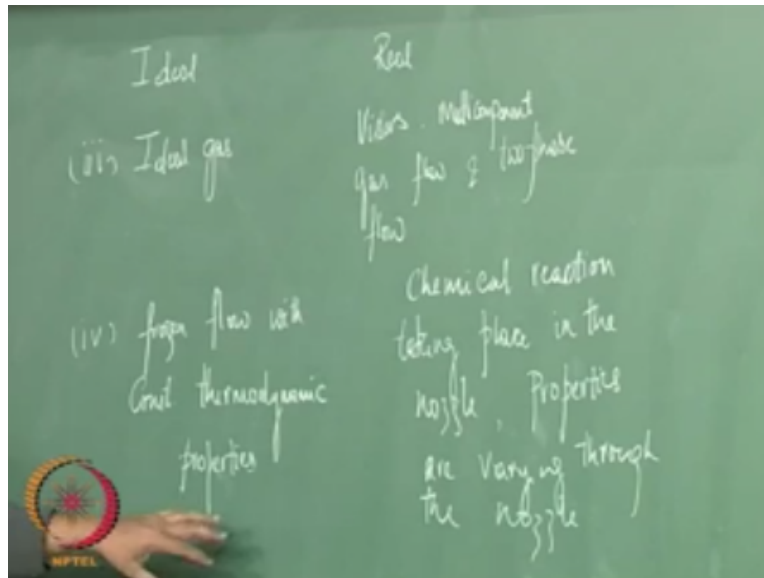 Ideal Real
(iii) Ideal gas
Viscous. Multicomponent
gas flow & two-phase
flow
(iv) frozen flow with
Const thermodynamic
properties
Chemical reaction
taking place in the
nozzle. Properties
are varying through
the nozzle
NPTEL